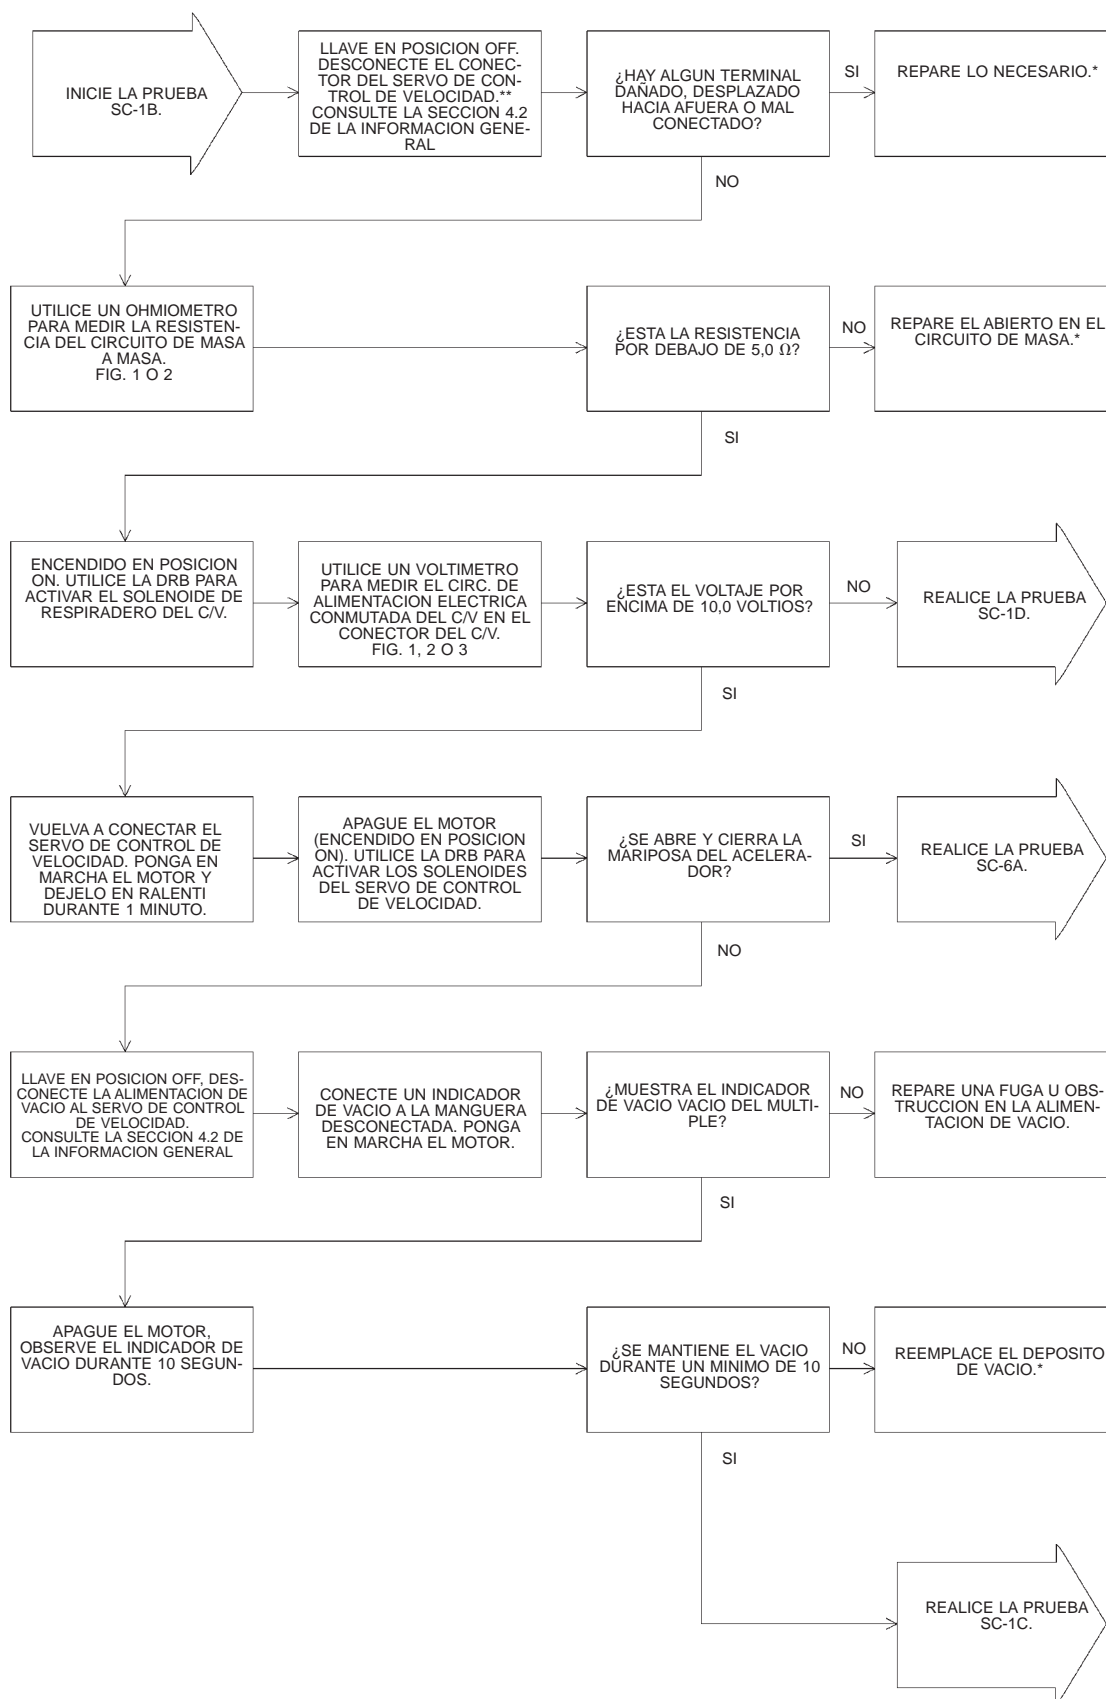 INICIE LA PRUEBA
SC-1B.
LLAVE EN POSICION OFF.
DESCONECTE EL CONEC-
TOR DEL SERVO DE CON-
TROL DE VELOCIDAD.**
CONSULTE LA SECCION 4.2
DE LA INFORMACION GENE-
RAL
¿HAY ALGUN TERMINAL
DAÑADO, DESPLAZADO
HACIA AFUERA O MAL
CONECTADO?
SI
REPARE LO NECESARIO.*
NO
UTILICE UN OHMIOMETRO
PARA MEDIR LA RESISTEN-
CIA DEL CIRCUITO DE MASA
A MASA.
FIG. 1 O 2
¿ESTA LA RESISTENCIA
POR DEBAJO DE 5,0 Ω?
NO
REPARE EL ABIERTO EN EL
CIRCUITO DE MASA.*
SI
ENCENDIDO EN POSICION
ON. UTILICE LA DRB PARA
ACTIVAR EL SOLENOIDE DE
RESPIRADERO DEL C/V.
UTILICE UN VOLTIMETRO
PARA MEDIR EL CIRC. DE
ALIMENTACION ELECTRICA
CONMUTADA DEL C/V EN EL
CONECTOR DEL C/V.
FIG. 1, 2 O 3
¿ESTA EL VOLTAJE POR
ENCIMA DE 10,0 VOLTIOS?
NO
REALICE LA PRUEBA
SC-1D.
SI
VUELVA A CONECTAR EL
SERVO DE CONTROL DE
VELOCIDAD. PONGA EN
MARCHA EL MOTOR Y
DEJELO EN RALENTI
DURANTE 1 MINUTO.
APAGUE EL MOTOR
(ENCENDIDO EN POSICION
ON). UTILICE LA DRB PARA
ACTIVAR LOS SOLENOIDES
DEL SERVO DE CONTROL
DE VELOCIDAD.
¿SE ABRE Y CIERRA LA
MARIPOSA DEL ACELERA-
DOR?
SI
REALICE LA PRUEBA
SC-6A.
NO
LLAVE EN POSICION OFF, DES-
CONECTE LA ALIMENTACION DE
VACIO AL SERVO DE CONTROL
DE VELOCIDAD.
CONSULTE LA SECCION 4.2 DE
LA INFORMACION GENERAL
CONECTE UN INDICADOR
DE VACIO A LA MANGUERA
DESCONECTADA. PONGA
EN MARCHA EL MOTOR.
¿MUESTRA EL INDICADOR
DE VACIO VACIO DEL MULTI-
PLE?
NO
REPARE UNA FUGA U OBS-
TRUCCION EN LA ALIMEN-
TACION DE VACIO.
SI
APAGUE EL MOTOR,
OBSERVE EL INDICADOR DE
VACIO DURANTE 10 SEGUN-
DOS.
¿SE MANTIENE EL VACIO
DURANTE UN MINIMO DE 10
SEGUNDOS?
NO
REEMPLACE EL DEPOSITO
DE VACIO.*
SI
REALICE LA PRUEBA
SC-1C.